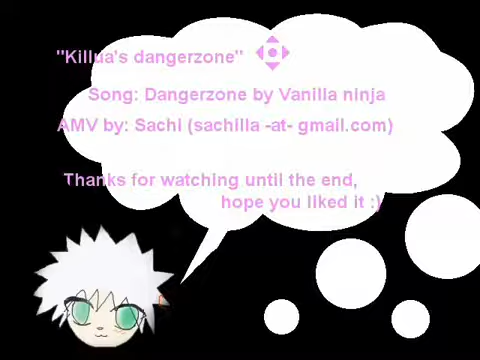 "Killua's dangerzone"
Song: Dangerzone by Vanilla ninja
AMV by: Sachi (sachilla -at- gmail.com)
Thanks for watching until the end,
hope you liked it :)